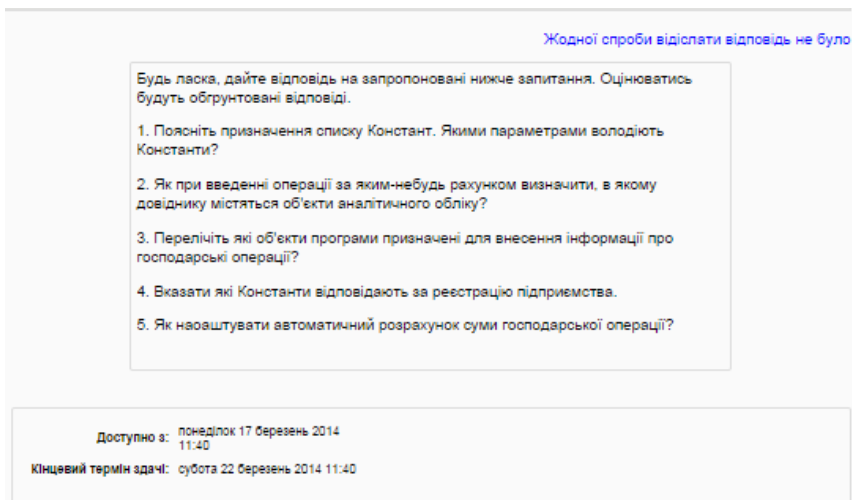 Жодної спроби відіслати відповідь не було
Будь ласка, дайте відповідь на запропоновані нижче запитання. Оцінюватись
будуть обгрунтовані відповіді.
1. Поясніть призначення списку Констант. Якими параметрами володіють
Константи?
2. Як при введенні операції за яким-небудь рахунком визначити, в якому
довіднику містяться об'єкти аналітичного обліку?
3. Перелічіть які об'єкти програми призначені для внесення інформації про
господарські операції?
4. Вказати які Константи відповідають за реєстрацію підприємства.
5. Як наоаштувати автоматичний розрахунок суми господарської операції?
Доступно з: понеділок 17 березень 2014
11:40
Кінцевий термін здачі: субота 22 березень 2014 11:40